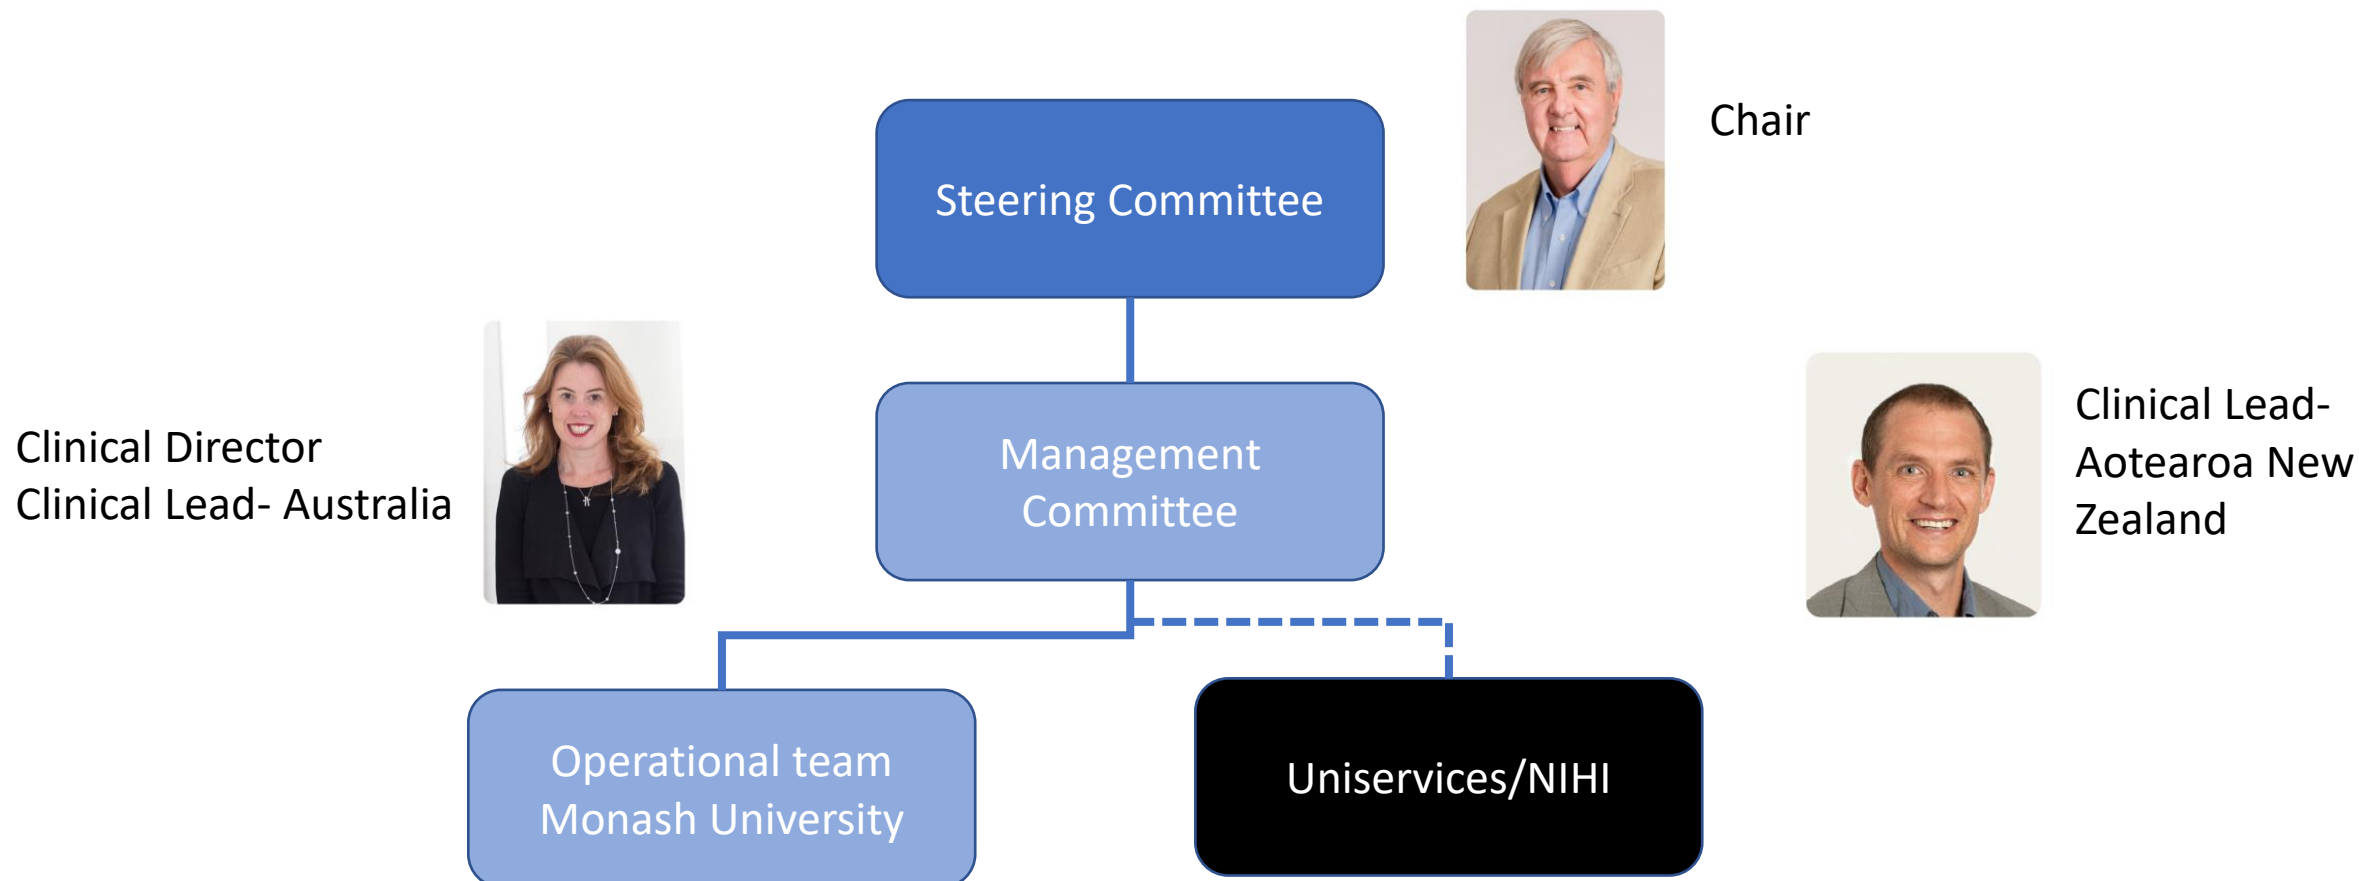 Chair
Steering Committee
Clinical Director
Clinical Lead- Australia
Management
Committee
Clinical Lead-
Aotearoa New
Zealand
Operational team
Monash University
Uniservices/NIHI